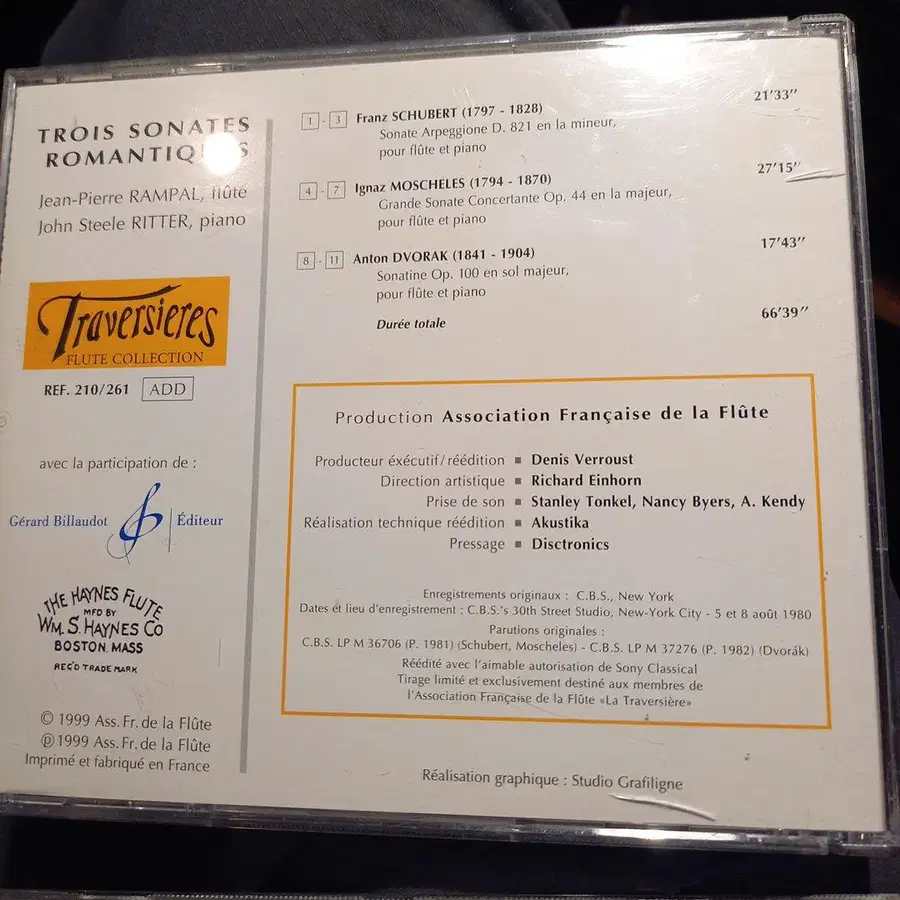 TROIS SONATES
ROMANTIQUES
Jean-Pierre RAMPAL, flûte
John Steele RITTER, piano
Traversieres
FLUTE COLLECTION
REF. 210/261 ADD
avec la participation de :
Gérard Billaudot Éditeur
THE HAYNES FLUTE
MFD BY
WM. S. HAYNES CO
BOSTON. MASS
REG'D TRADE MARK
© 1999 Ass. Fr. de la Flûte
℗ 1999 Ass. Fr. de la Flûte
Imprimé et fabriqué en France
1 - 3 Franz SCHUBERT (1797 - 1828) 21'33''
Sonate Arpeggione D. 821 en la mineur,
pour flûte et piano
4 - 7 Ignaz MOSCHELES (1794 - 1870) 27'15''
Grande Sonate Concertante Op. 44 en la majeur,
pour flûte et piano
8 - 11 Anton DVORAK (1841 - 1904) 17'43''
Sonatine Op. 100 en sol majeur,
pour flûte et piano
Durée totale 66'39''
Production Association Française de la Flûte
Producteur éxécutif/réédition ■ Denis Verroust
Direction artistique ■ Richard Einhorn
Prise de son ■ Stanley Tonkel, Nancy Byers, A. Kendy
Réalisation technique réédition ■ Akustika
Pressage ■ Disctronics
Enregistrements originaux : C.B.S., New York
Dates et lieu d'enregistrement : C.B.S.'s 30th Street Studio, New-York City - 5 et 8 août 1980
Parutions originales :
C.B.S. LP M 36706 (P. 1981) (Schubert, Moscheles) - C.B.S. LP M 37276 (P. 1982) (Dvorák)
Réédité avec l'aimable autorisation de Sony Classical
Tirage limité et exclusivement destiné aux membres de
l'Association Française de la Flûte «La Traversière»
Réalisation graphique : Studio Grafiligne